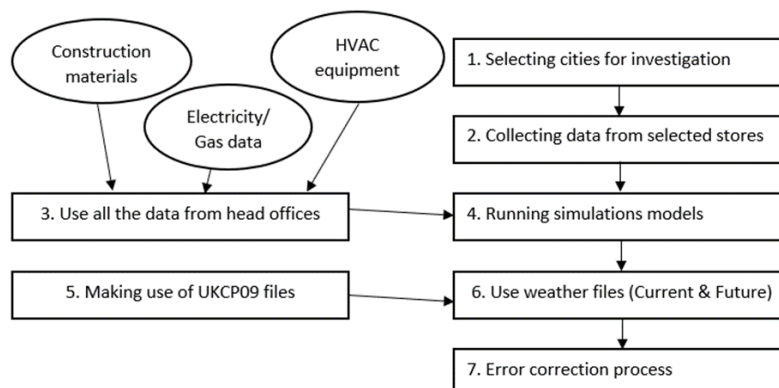 Construction
materials
HVAC
equipment
Electricity/
Gas data
1. Selecting cities for investigation
2. Collecting data from selected stores
3. Use all the data from head offices
4. Running simulations models
5. Making use of UKCP09 files
6. Use weather files (Current & Future)
7. Error correction process